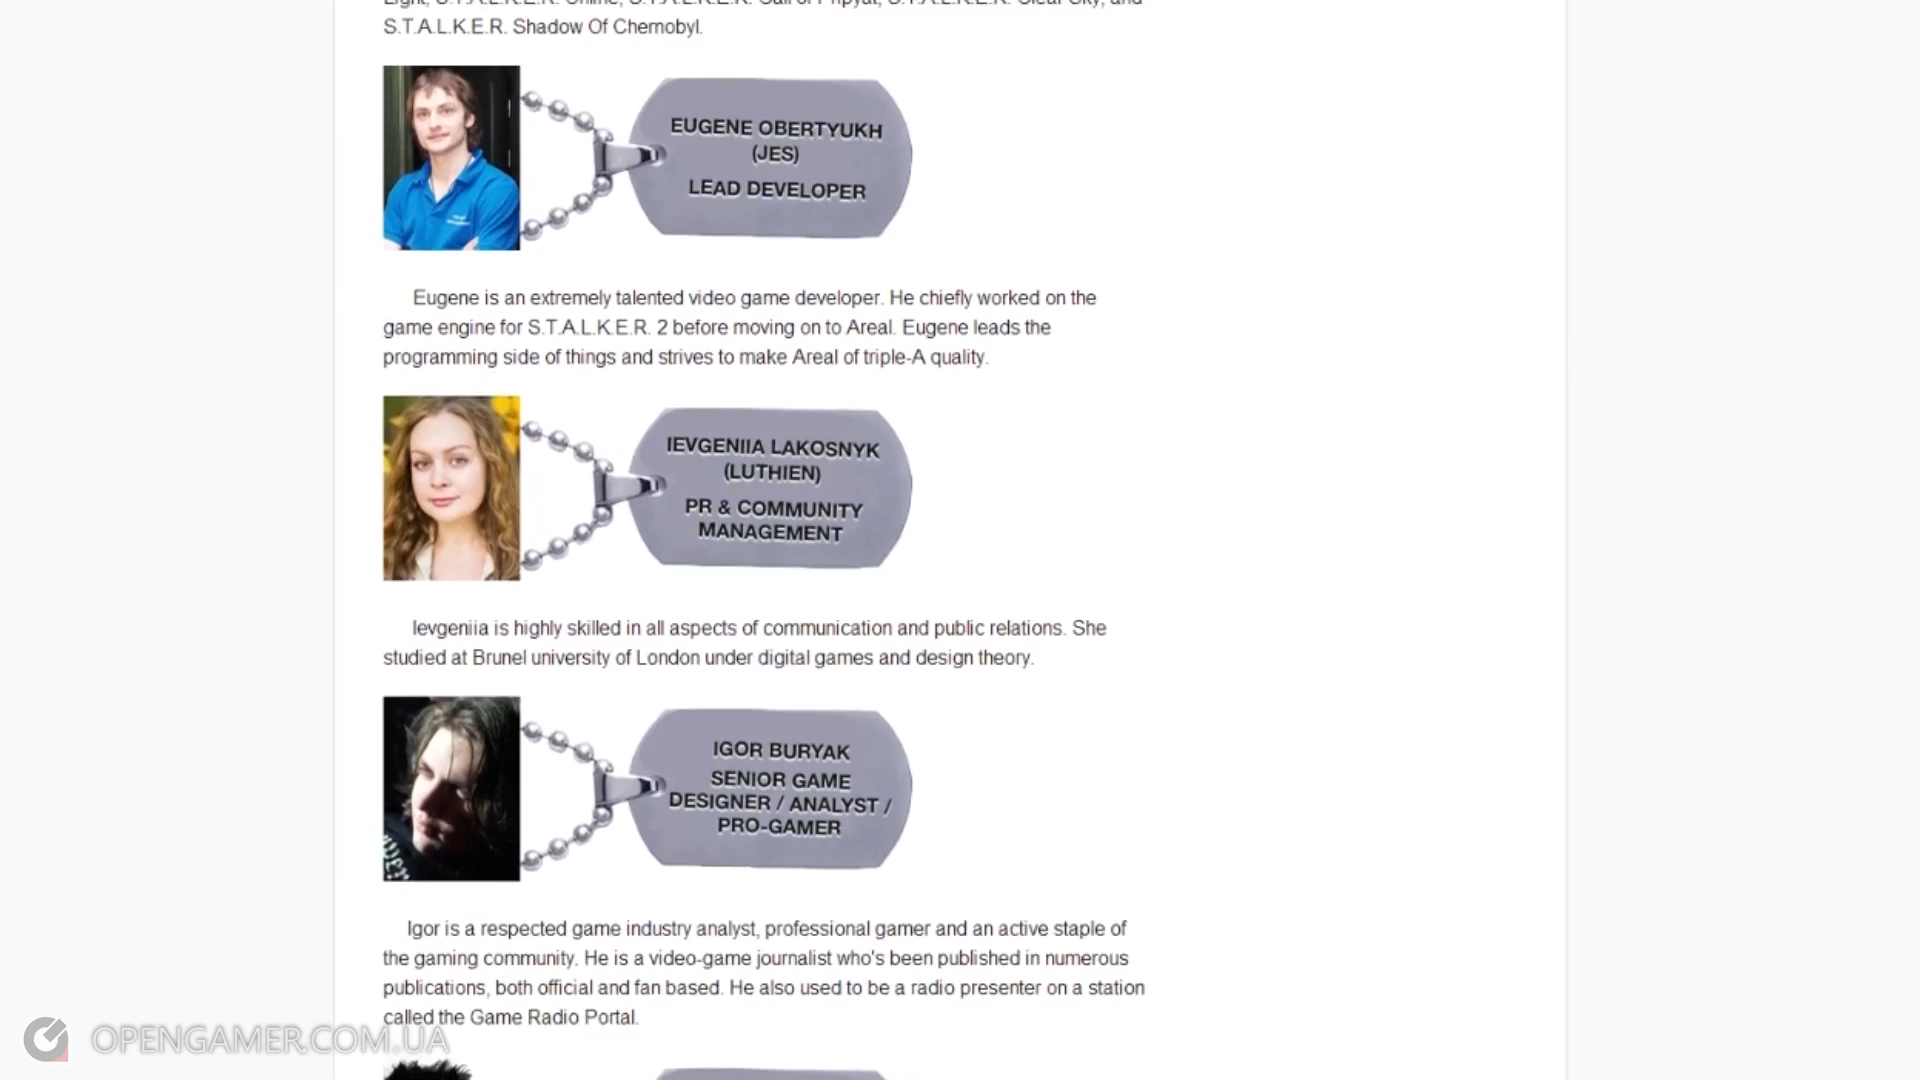 S.T.A.L.K.E.R. Shadow Of Chernobyl.
EUGENE OBERTYUKH
(JES)
LEAD DEVELOPER
Eugene is an extremely talented video game developer. He chiefly worked on the
game engine for S.T.A.L.K.E.R. 2 before moving on to Areal. Eugene leads the
programming side of things and strives to make Areal of triple-A quality.
IEVGENIIA LAKOSNYK
(LUTHIEN)
PR & COMMUNITY
MANAGEMENT
Ievgeniia is highly skilled in all aspects of communication and public relations. She
studied at Brunel university of London under digital games and design theory.
IGOR BURYAK
SENIOR GAME
DESIGNER / ANALYST /
PRO-GAMER
Igor is a respected game industry analyst, professional gamer and an active staple of
the gaming community. He is a video-game journalist who's been published in numerous
publications, both official and fan based. He also used to be a radio presenter on a station
called the Game Radio Portal.
OPENGAMER.COM.UA